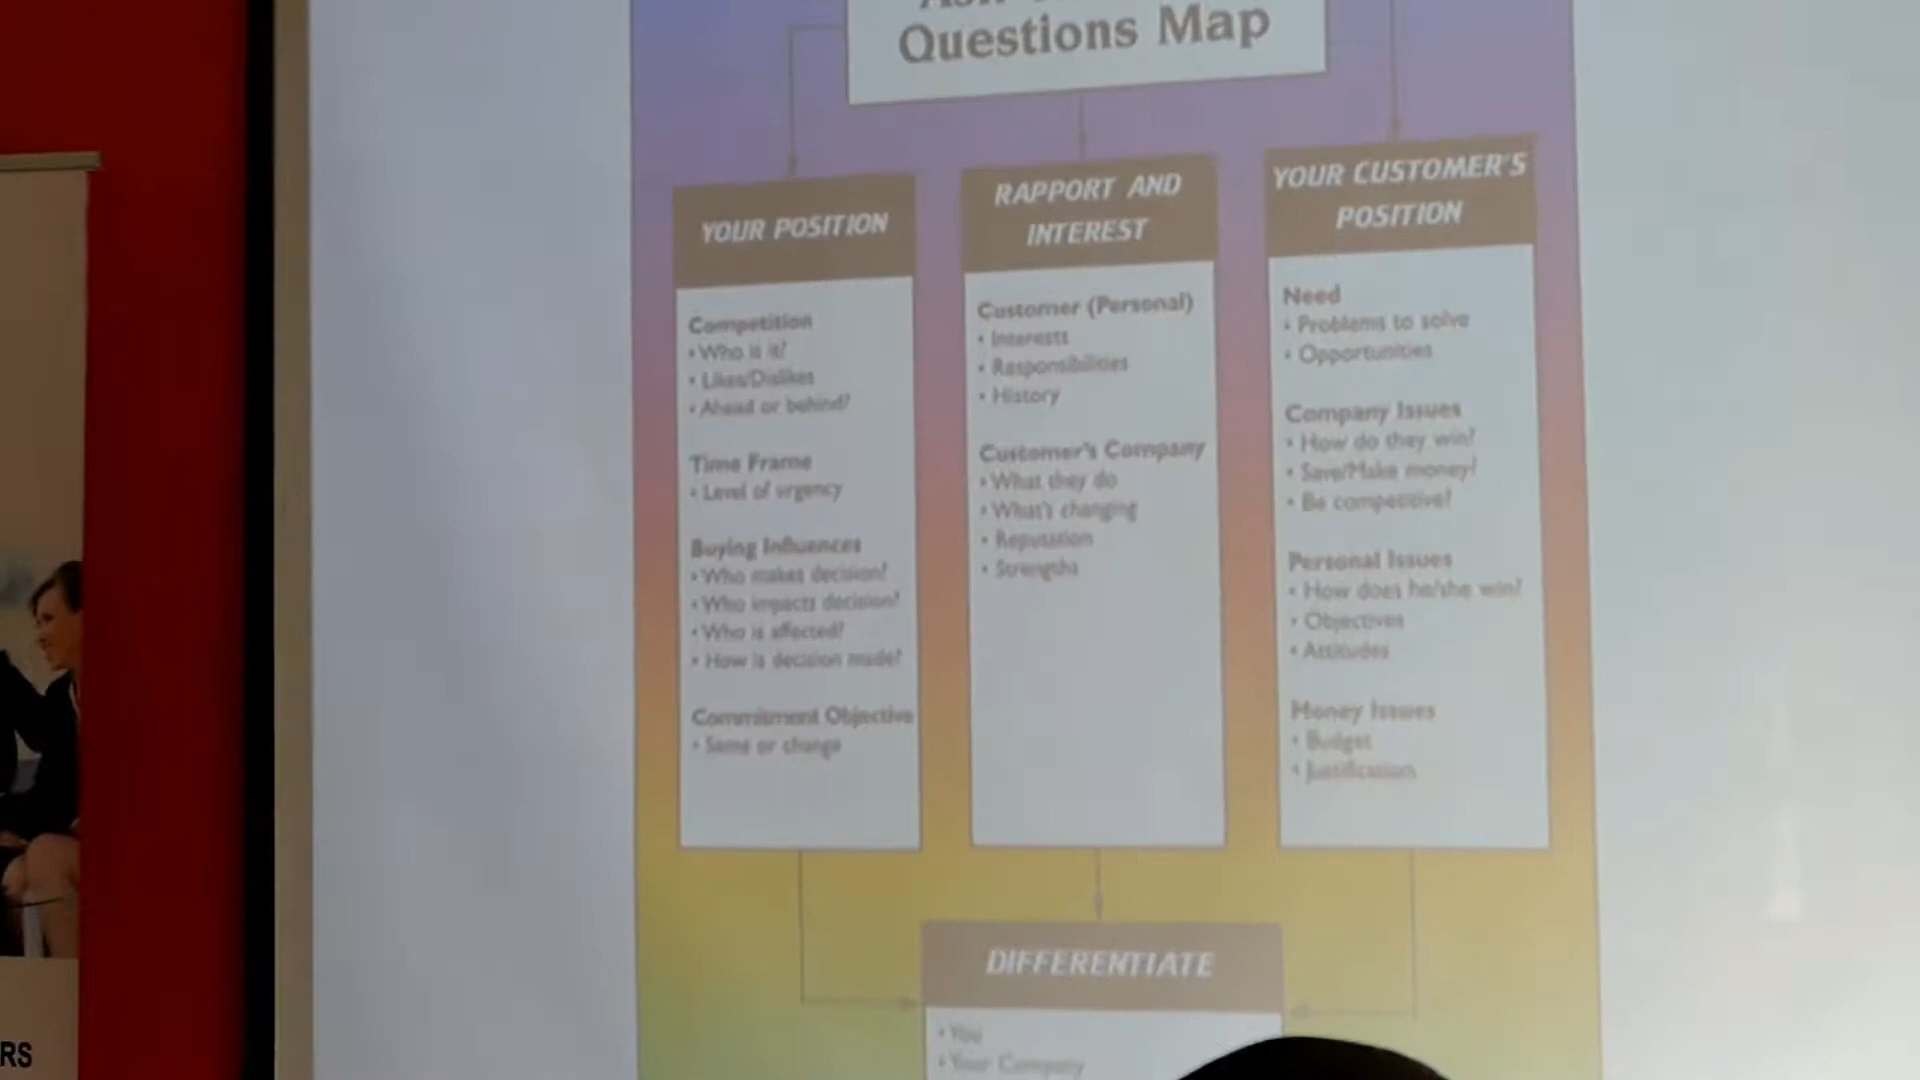 Questions Map
YOUR POSITION
Competition
• Who is it?
• Likes/Dislikes
• Ahead or behind?
Time Frame
• Level of urgency
Buying Influences
• Who makes decision?
• Who impacts decision?
• Who is affected?
• How is decision made?
Commitment Objective
• Same or change
RAPPORT AND
INTEREST
Customer (Personal)
• Interests
• Responsibilities
• History
Customer's Company
• What they do
• What's changing
• Reputation
• Strengths
YOUR CUSTOMER'S
POSITION
Need
• Problems to solve
• Opportunities
Company Issues
• How do they win?
• Save/Make money?
• Be competitive?
Personal Issues
• How does he/she win?
• Objectives
• Attitudes
Money Issues
• Budget
• Justification
DIFFERENTIATE
• You
• Your Company
RS